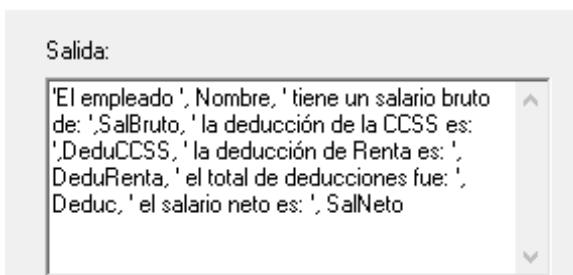 Salida:
'El empleado ', Nombre, ' tiene un salario bruto
de: ',SalBruto, ' la deducción de la CCSS es:
',DeduCCSS, ' la deducción de Renta es: ',
DeduRenta, ' el total de deducciones fue: ',
Deduc, ' el salario neto es: ', SalNeto